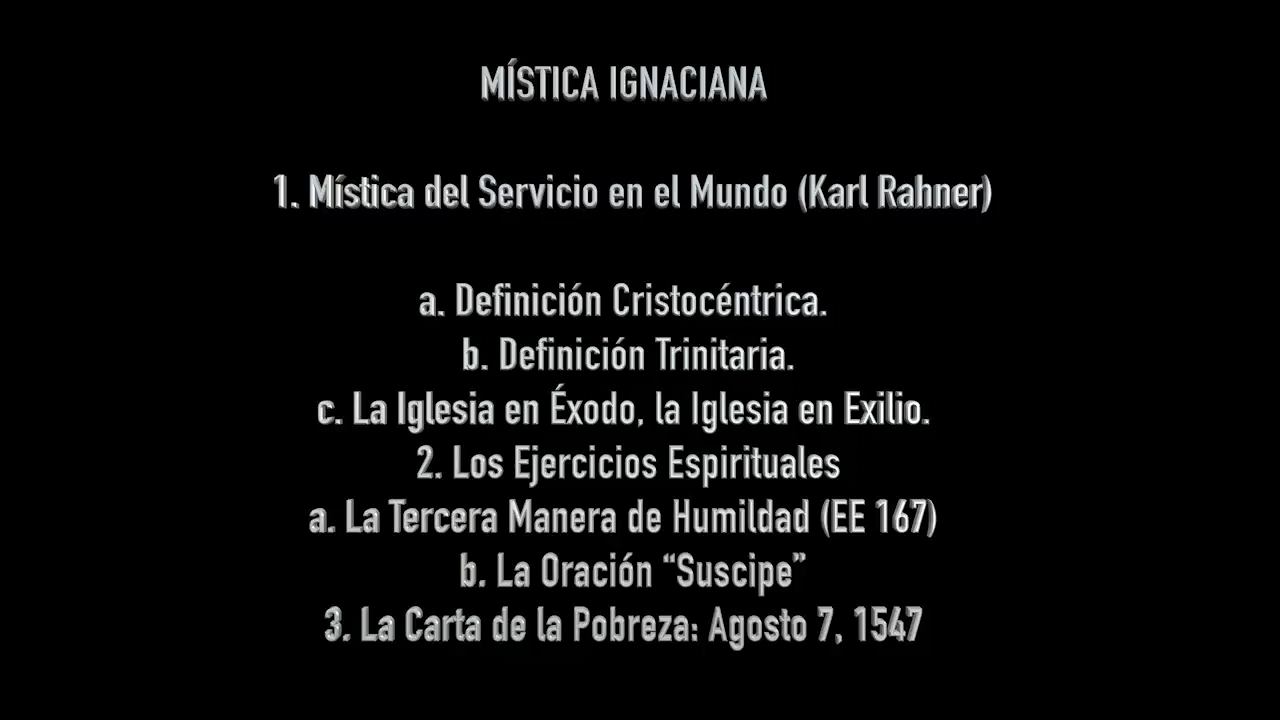 MÍSTICA IGNACIANA
1. Mística del Servicio en el Mundo (Karl Rahner)
a. Definición Cristocéntrica.
b. Definición Trinitaria.
c. La Iglesia en Éxodo, la Iglesia en Exilio.
2. Los Ejercicios Espirituales
a. La Tercera Manera de Humildad (EE 167)
b. La Oración “Suscipe”
3. La Carta de la Pobreza: Agosto 7, 1547